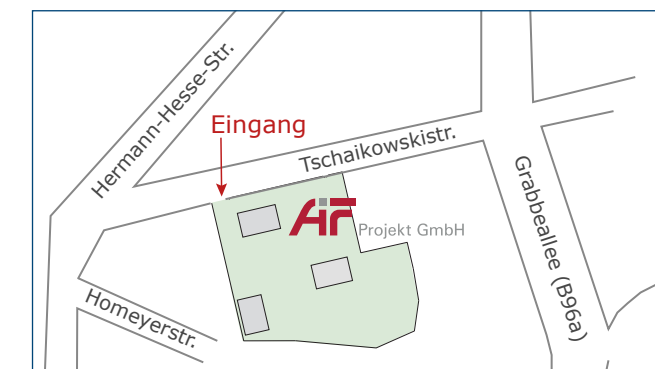 Hermann-Hesse-Str.
Eingang
Tschaikowskistr.
AiF
Projekt GmbH
Grabbeallee (B96a)
Homeyerstr.